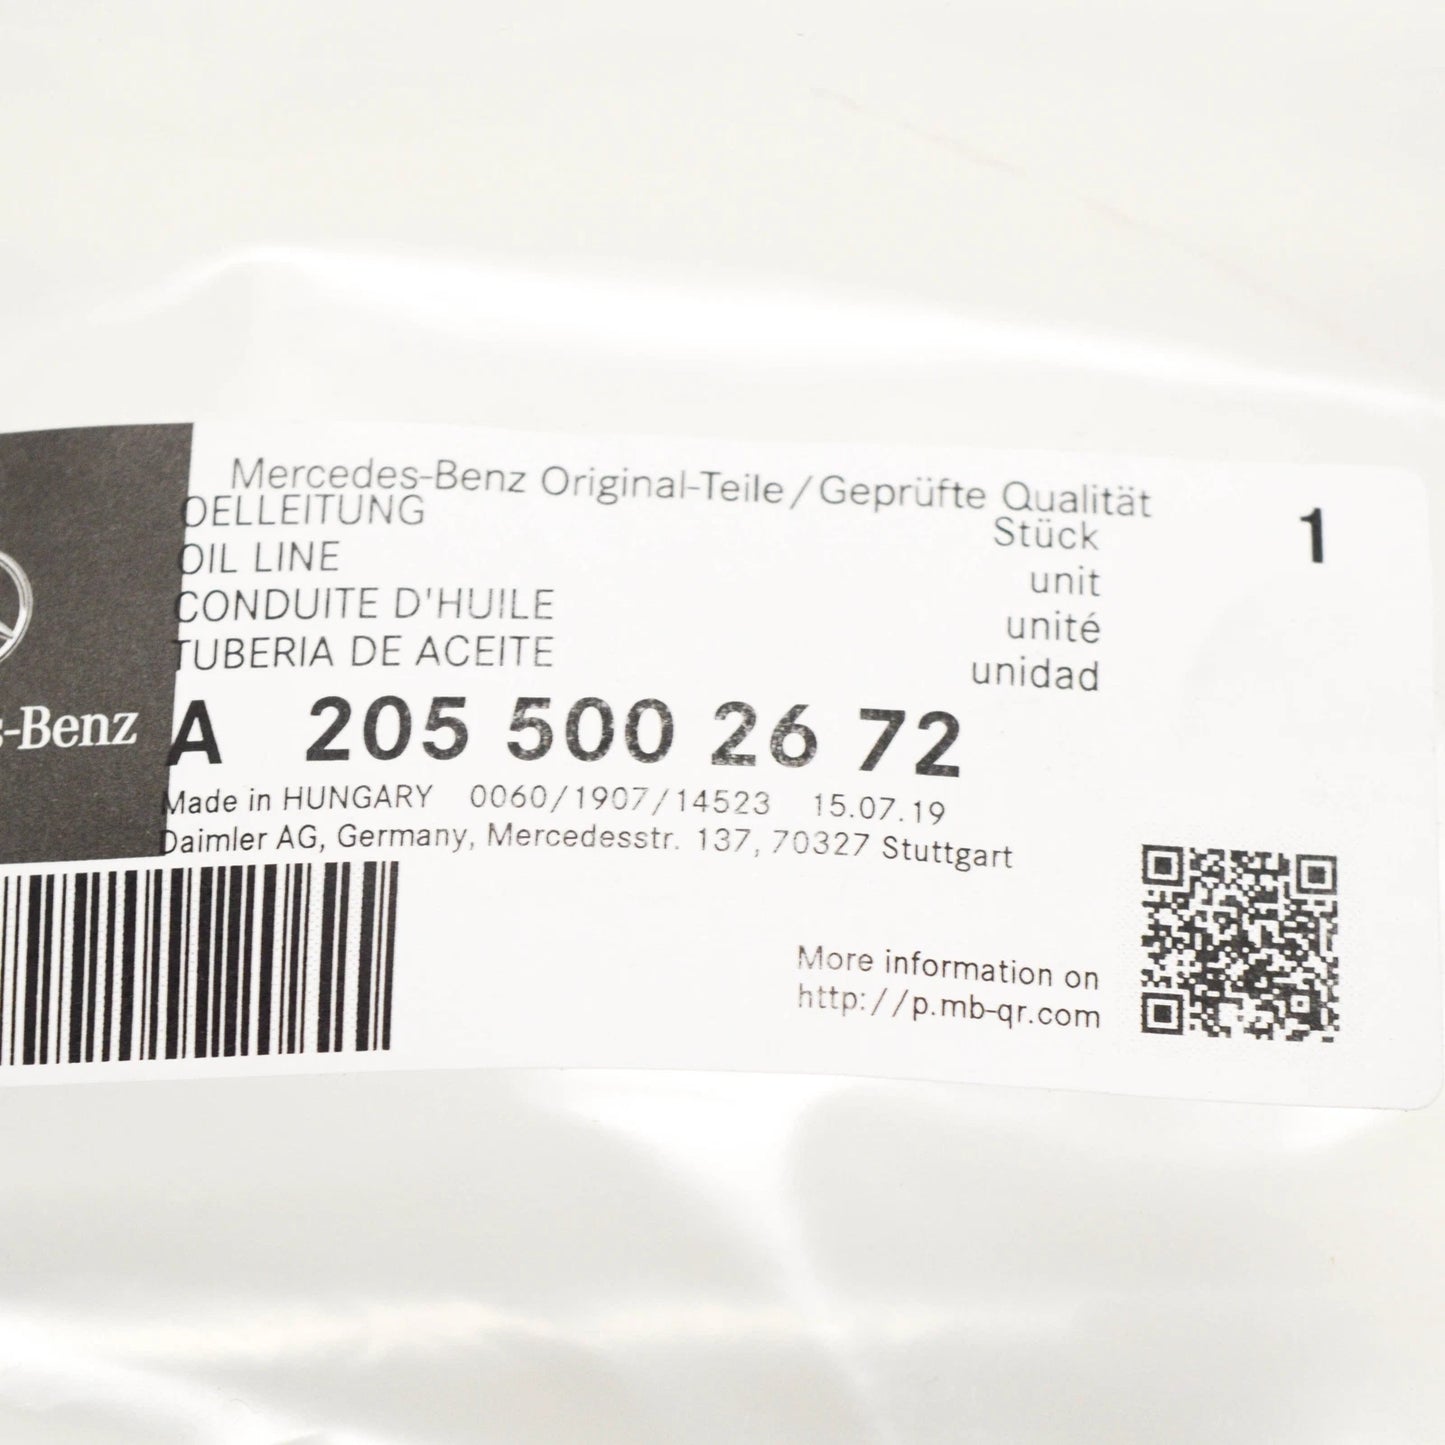 Mercedes-Benz Original-Teile / Geprüfte Qualität
OELLEITUNG Stück 1
OIL LINE unit
CONDUITE D'HUILE unité
TUBERIA DE ACEITE unidad
s-Benz
A 205 500 26 72
Made in HUNGARY 0060/1907/14523 15.07.19
Daimler AG, Germany, Mercedesstr. 137, 70327 Stuttgart
More information on
http://p.mb-qr.com